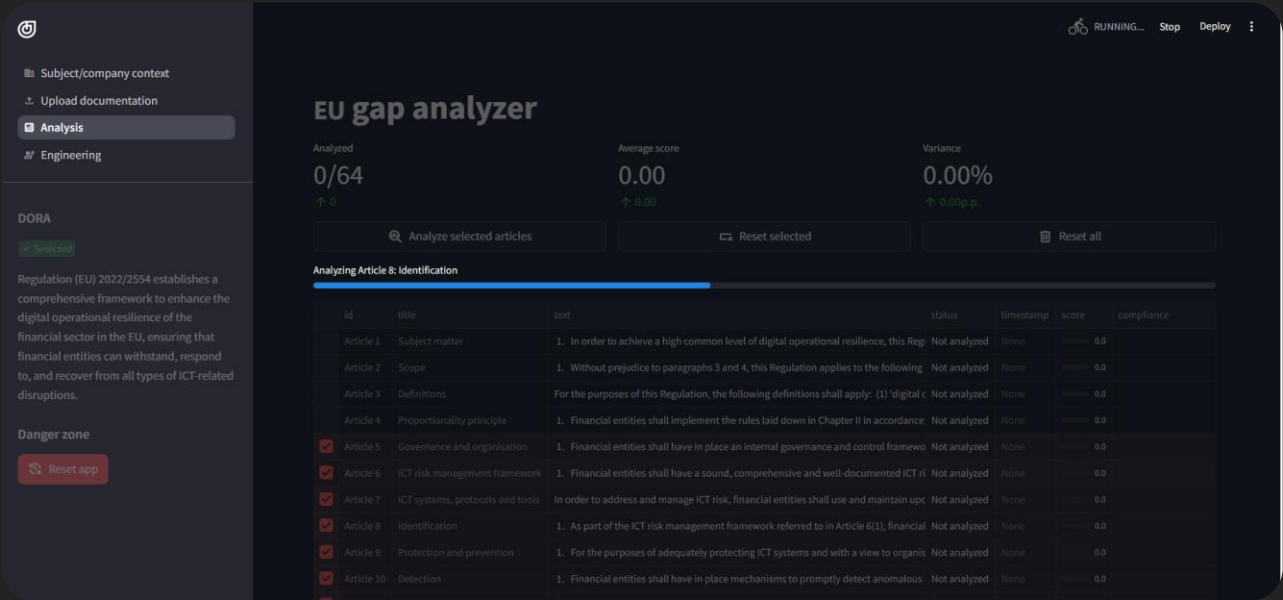 RUNNING...
Stop
Deploy
Subject/company context
Upload documentation
Analysis
Engineering
DORA
Selected
Regulation (EU) 2022/2554 establishes a
comprehensive framework to enhance the
digital operational resilience of the
financial sector in the EU, ensuring that
financial entities can withstand, respond
to, and recover from all types of ICT-related
disruptions.
Danger zone
Reset app
EU gap analyzer
Analyzed Average score Variance
0/64 0.00 0.00%
↑ 0 ↑ 0.00 ↑ 0.00p.p.
Analyze selected articles Reset selected Reset all
Analyzing Article 8: Identification
id title text status timestamp score compliance
Article 1 Subject matter 1. In order to achieve a high common level of digital operational resilience, this Reg Not analyzed None 0.0
Article 2 Scope 1. Without prejudice to paragraphs 3 and 4, this Regulation applies to the following Not analyzed None 0.0
Article 3 Definitions For the purposes of this Regulation, the following definitions shall apply: (1) 'digital c Not analyzed None 0.0
Article 4 Proportionality principle 1. Financial entities shall implement the rules laid down in Chapter II in accordance Not analyzed None 0.0
Article 5 Governance and organisation 1. Financial entities shall have in place an internal governance and control framewo Not analyzed None 0.0
Article 6 ICT risk management framework 1. Financial entities shall have a sound, comprehensive and well-documented ICT ri Not analyzed None 0.0
Article 7 ICT systems, protocols and tools In order to address and manage ICT risk, financial entities shall use and maintain upd Not analyzed None 0.0
Article 8 Identification 1. As part of the ICT risk management framework referred to in Article 6(1), financial Not analyzed None 0.0
Article 9 Protection and prevention 1. For the purposes of adequately protecting ICT systems and with a view to organis Not analyzed None 0.0
Article 10 Detection 1. Financial entities shall have in place mechanisms to promptly detect anomalous Not analyzed None 0.0